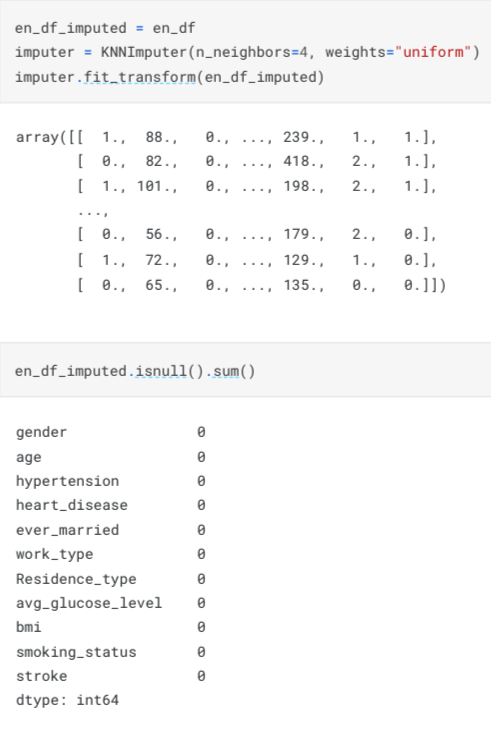 en_df_imputed = en_df
imputer = KNNImputer(n_neighbors=4, weights="uniform")
imputer.fit_transform(en_df_imputed)
array([[ 1., 88., 0., ..., 239., 1., 1.],
[ 0., 82., 0., ..., 418., 2., 1.],
[ 1., 101., 0., ..., 198., 2., 1.],
...,
[ 0., 56., 0., ..., 179., 2., 0.],
[ 1., 72., 0., ..., 129., 1., 0.],
[ 0., 65., 0., ..., 135., 0., 0.]])
en_df_imputed.isnull().sum()
gender 0
age 0
hypertension 0
heart_disease 0
ever_married 0
work_type 0
Residence_type 0
avg_glucose_level 0
bmi 0
smoking_status 0
stroke 0
dtype: int64